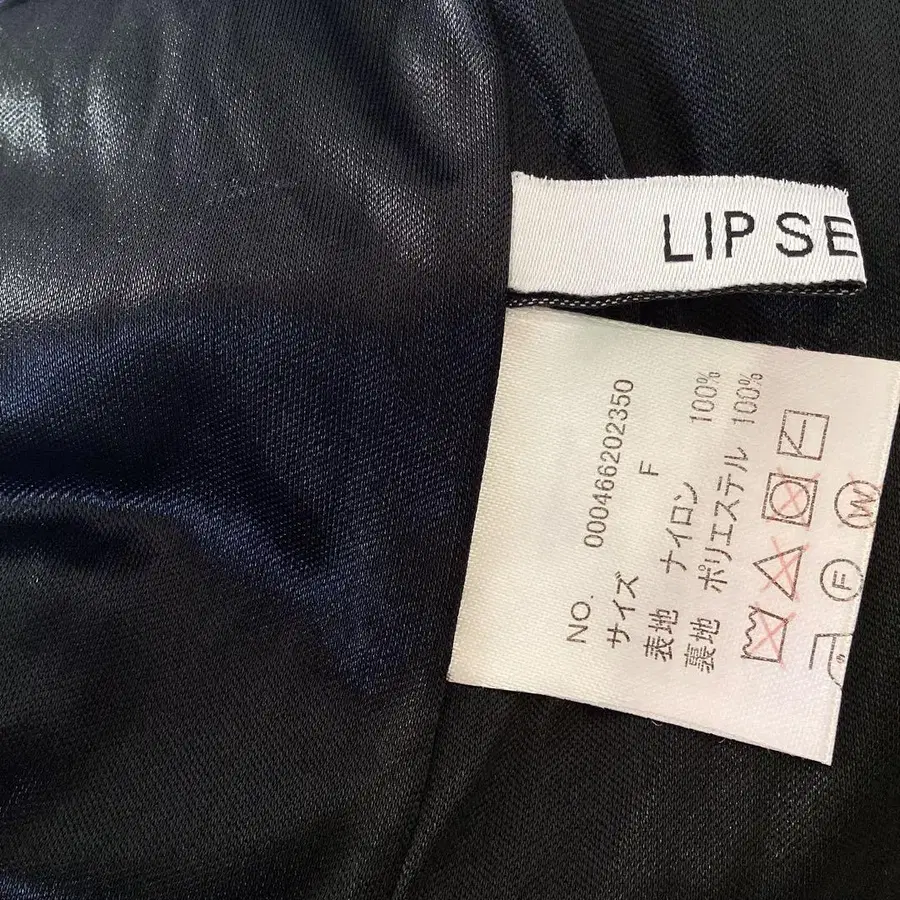 LIP SE
NO. 000466202350
サイズ F
表地 ナイロン 100%
裏地 ポリエステル 100%
F
W